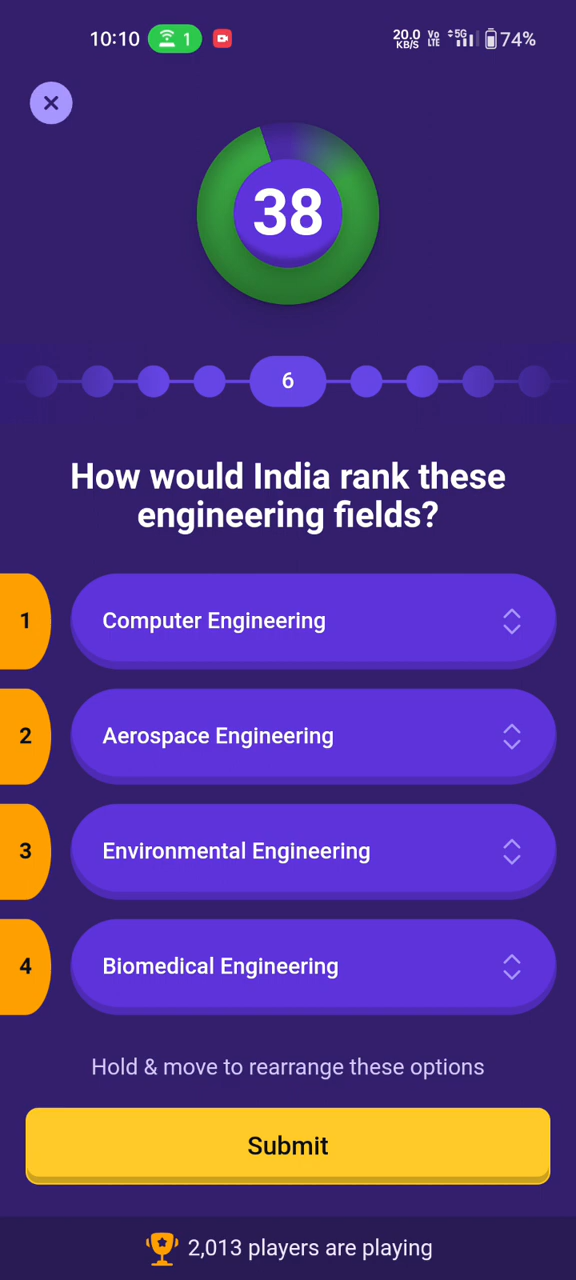 10:10 1 20.0 KB/S Vo LTE 5G 74%
38
6
How would India rank these
engineering fields?
1 Computer Engineering
2 Aerospace Engineering
3 Environmental Engineering
4 Biomedical Engineering
Hold & move to rearrange these options
Submit
2,013 players are playing